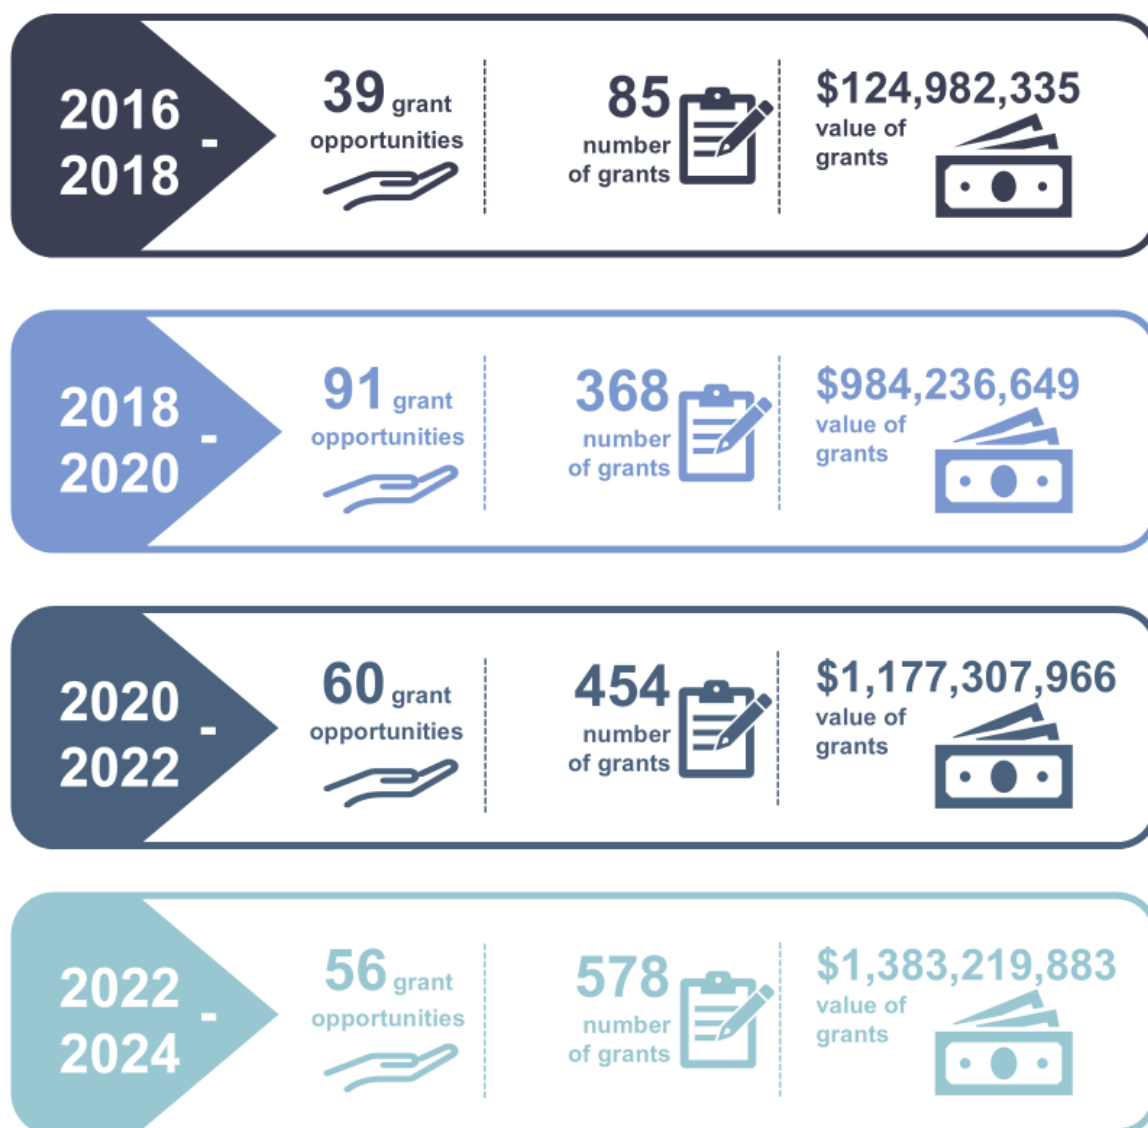 2016 -
2018
39 grant
opportunities
85
number
of grants
$124,982,335
value of
grants
2018 -
2020
91 grant
opportunities
368
number
of grants
$984,236,649
value of
grants
2020 -
2022
60 grant
opportunities
454
number
of grants
$1,177,307,966
value of
grants
2022 -
2024
56 grant
opportunities
578
number
of grants
$1,383,219,883
value of
grants